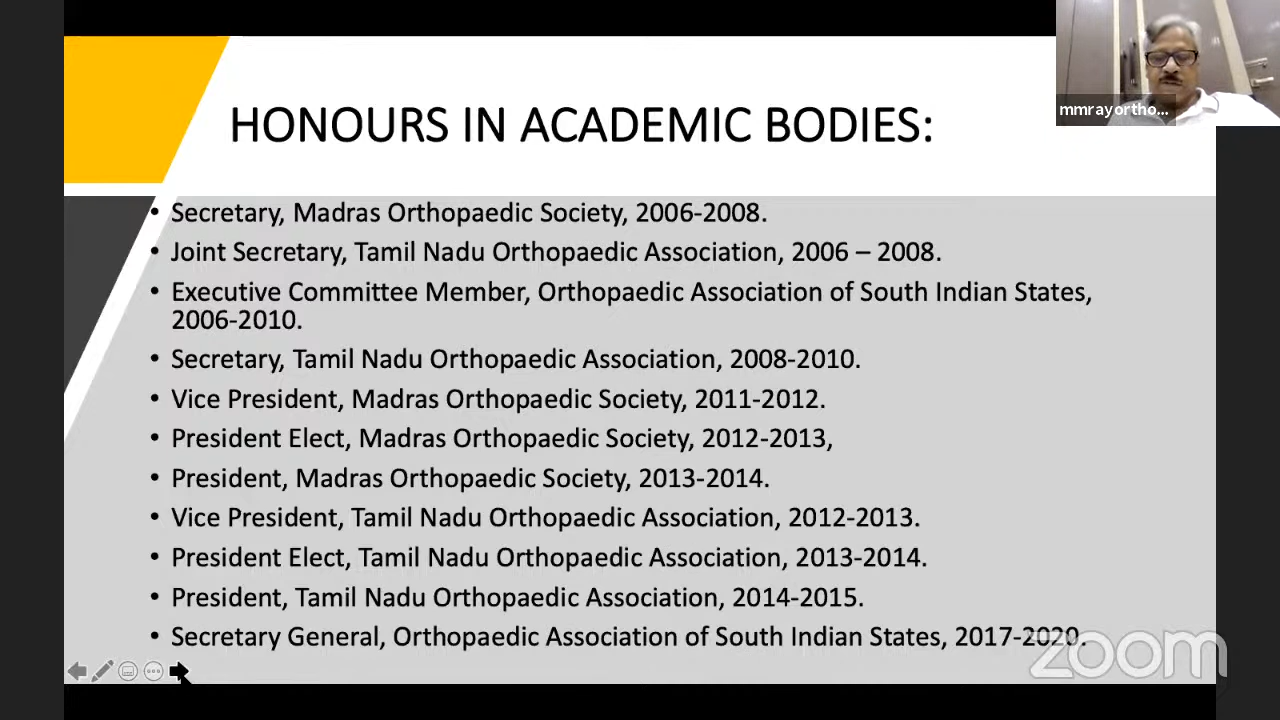 mmrayortho...
HONOURS IN ACADEMIC BODIES:
• Secretary, Madras Orthopaedic Society, 2006-2008.
• Joint Secretary, Tamil Nadu Orthopaedic Association, 2006 – 2008.
• Executive Committee Member, Orthopaedic Association of South Indian States,
2006-2010.
• Secretary, Tamil Nadu Orthopaedic Association, 2008-2010.
• Vice President, Madras Orthopaedic Society, 2011-2012.
• President Elect, Madras Orthopaedic Society, 2012-2013,
• President, Madras Orthopaedic Society, 2013-2014.
• Vice President, Tamil Nadu Orthopaedic Association, 2012-2013.
• President Elect, Tamil Nadu Orthopaedic Association, 2013-2014.
• President, Tamil Nadu Orthopaedic Association, 2014-2015.
• Secretary General, Orthopaedic Association of South Indian States, 2017-2020.
zoom